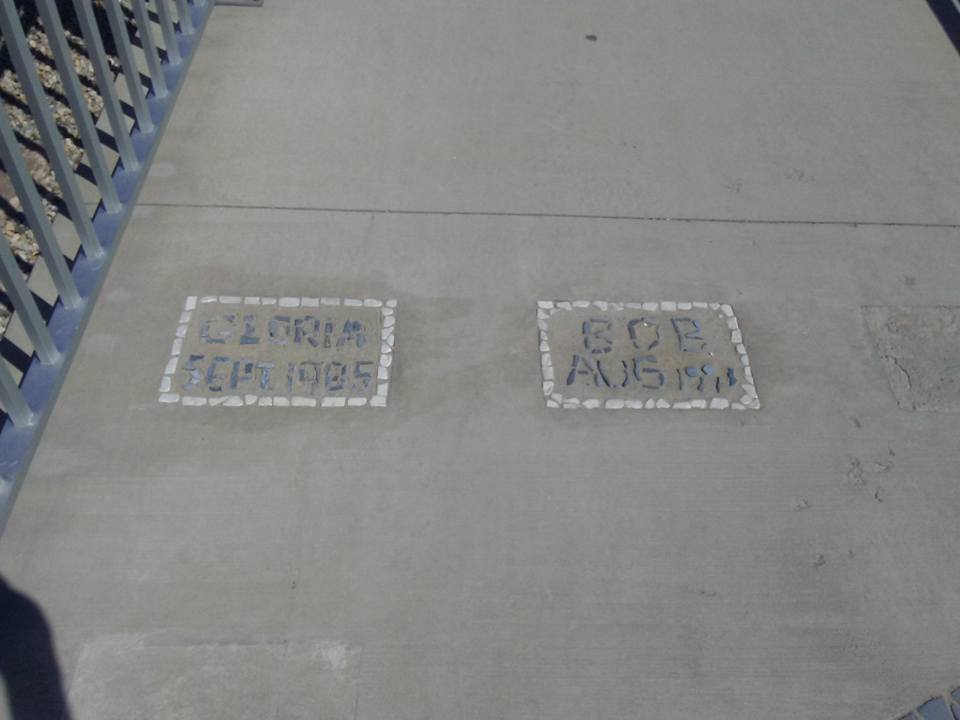 GLORIA
SEPT. 1985
BOB
AUG